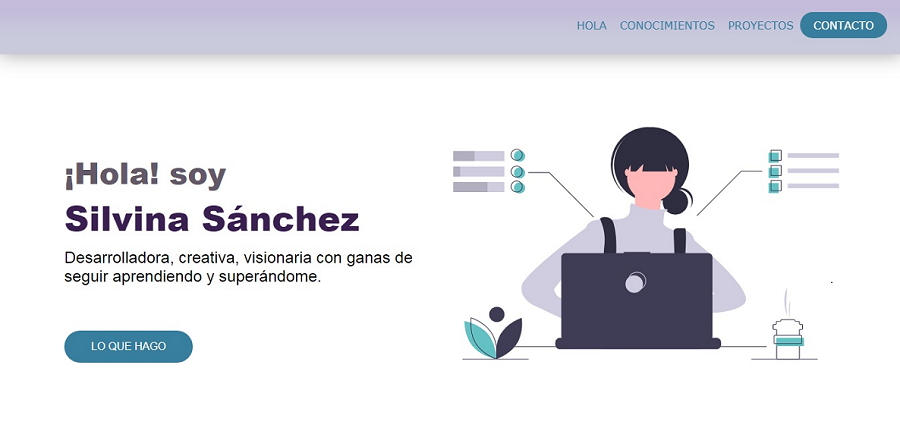 HOLA CONOCIMIENTOS PROYECTOS CONTACTO
¡Hola! soy
Silvina Sánchez
Desarrolladora, creativa, visionaria con ganas de
seguir aprendiendo y superándome.
LO QUE HAGO